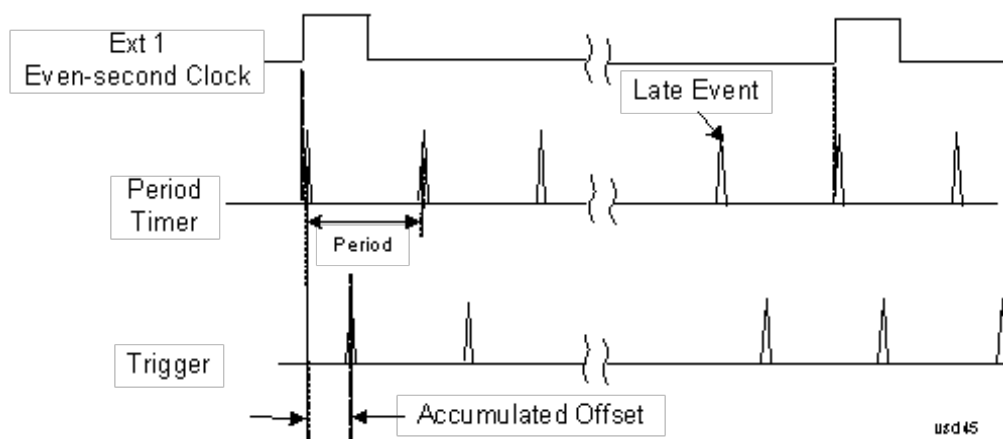 Ext 1
Even-second Clock
Late Event
Period
Timer
Period
Trigger
Accumulated Offset
usd45